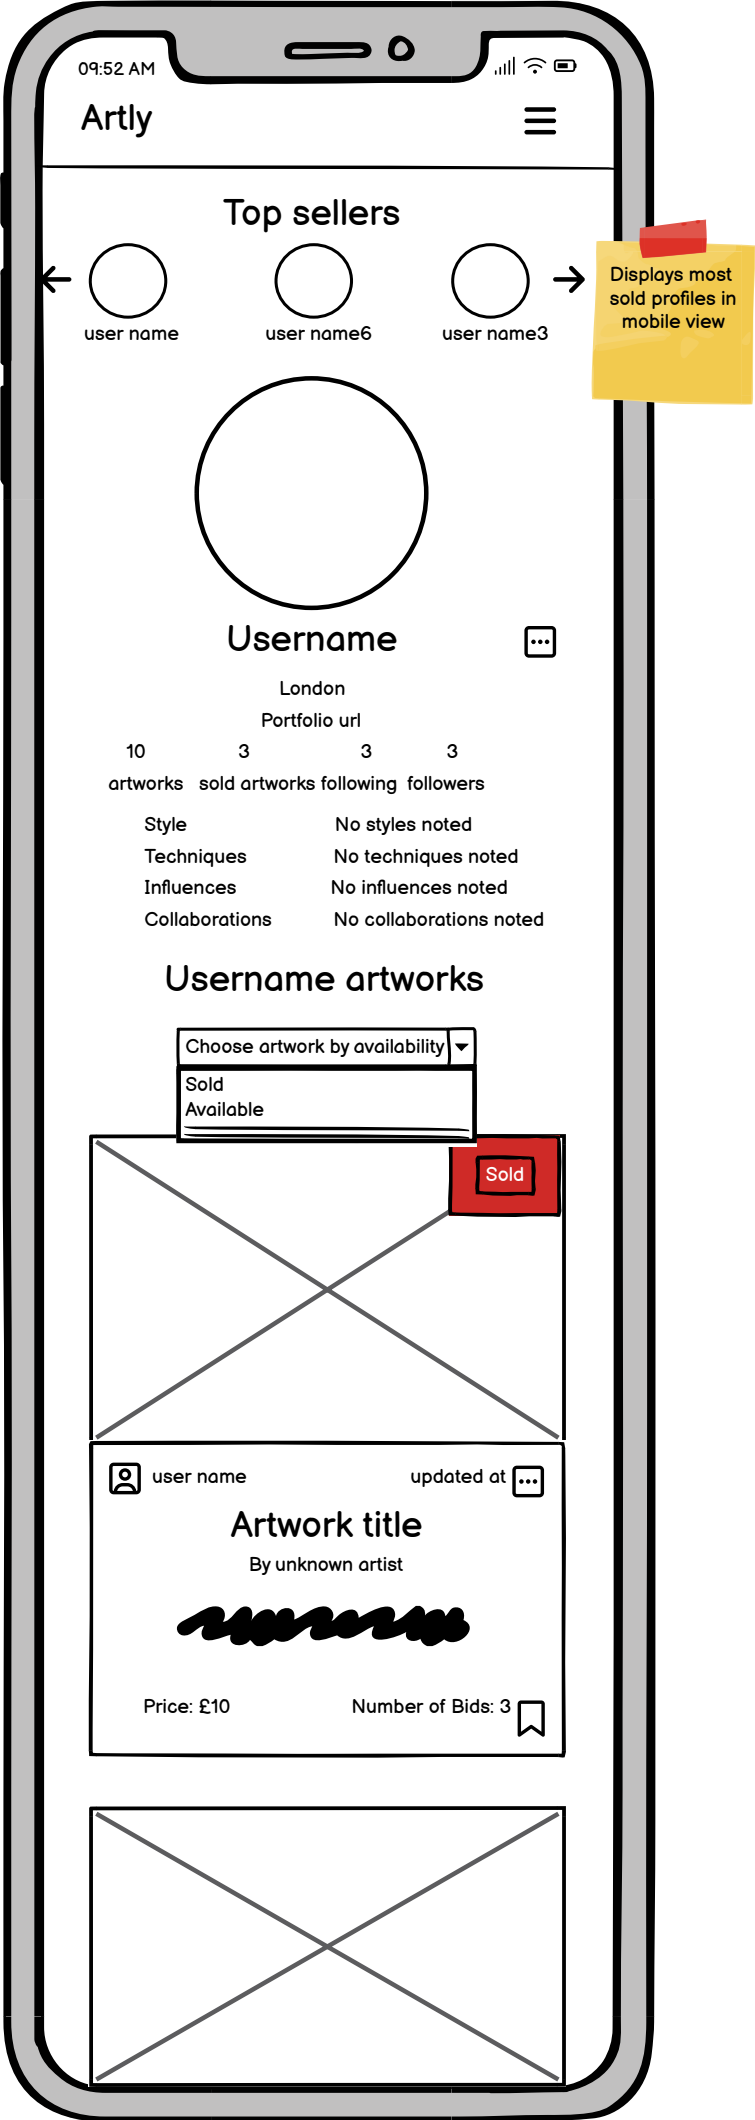 09:52 AM
Artly
Top sellers
user name user name6 user name3
Displays most
sold profiles in
mobile view
Username
London
Portfolio url
10 3 3 3
artworks sold artworks following followers
Style No styles noted
Techniques No techniques noted
Influences No influences noted
Collaborations No collaborations noted
Username artworks
Choose artwork by availability
Sold
Available
Sold
user name updated at
Artwork title
By unknown artist
Price: £10 Number of Bids: 3